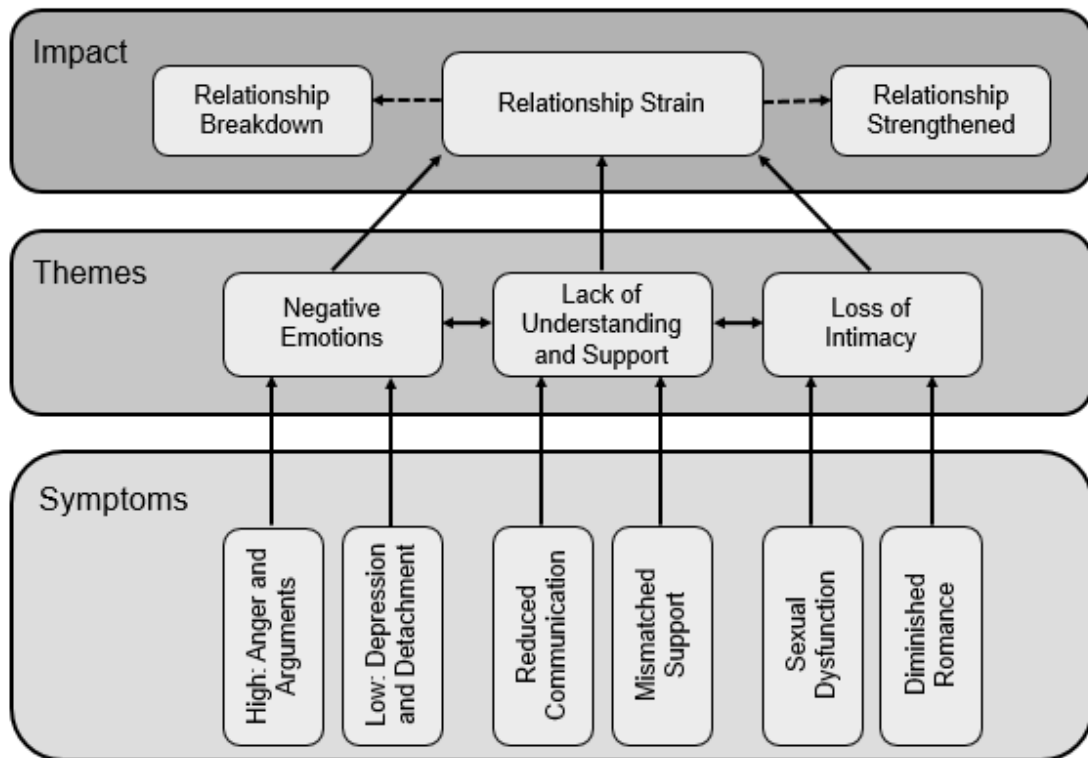 Impact
Relationship
Breakdown
Relationship Strain
Relationship
Strengthened
Themes
Negative
Emotions
Lack of
Understanding
and Support
Loss of
Intimacy
Symptoms
High: Anger and
Arguments
Low: Depression
and Detachment
Reduced
Communication
Mismatched
Support
Sexual
Dysfunction
Diminished
Romance